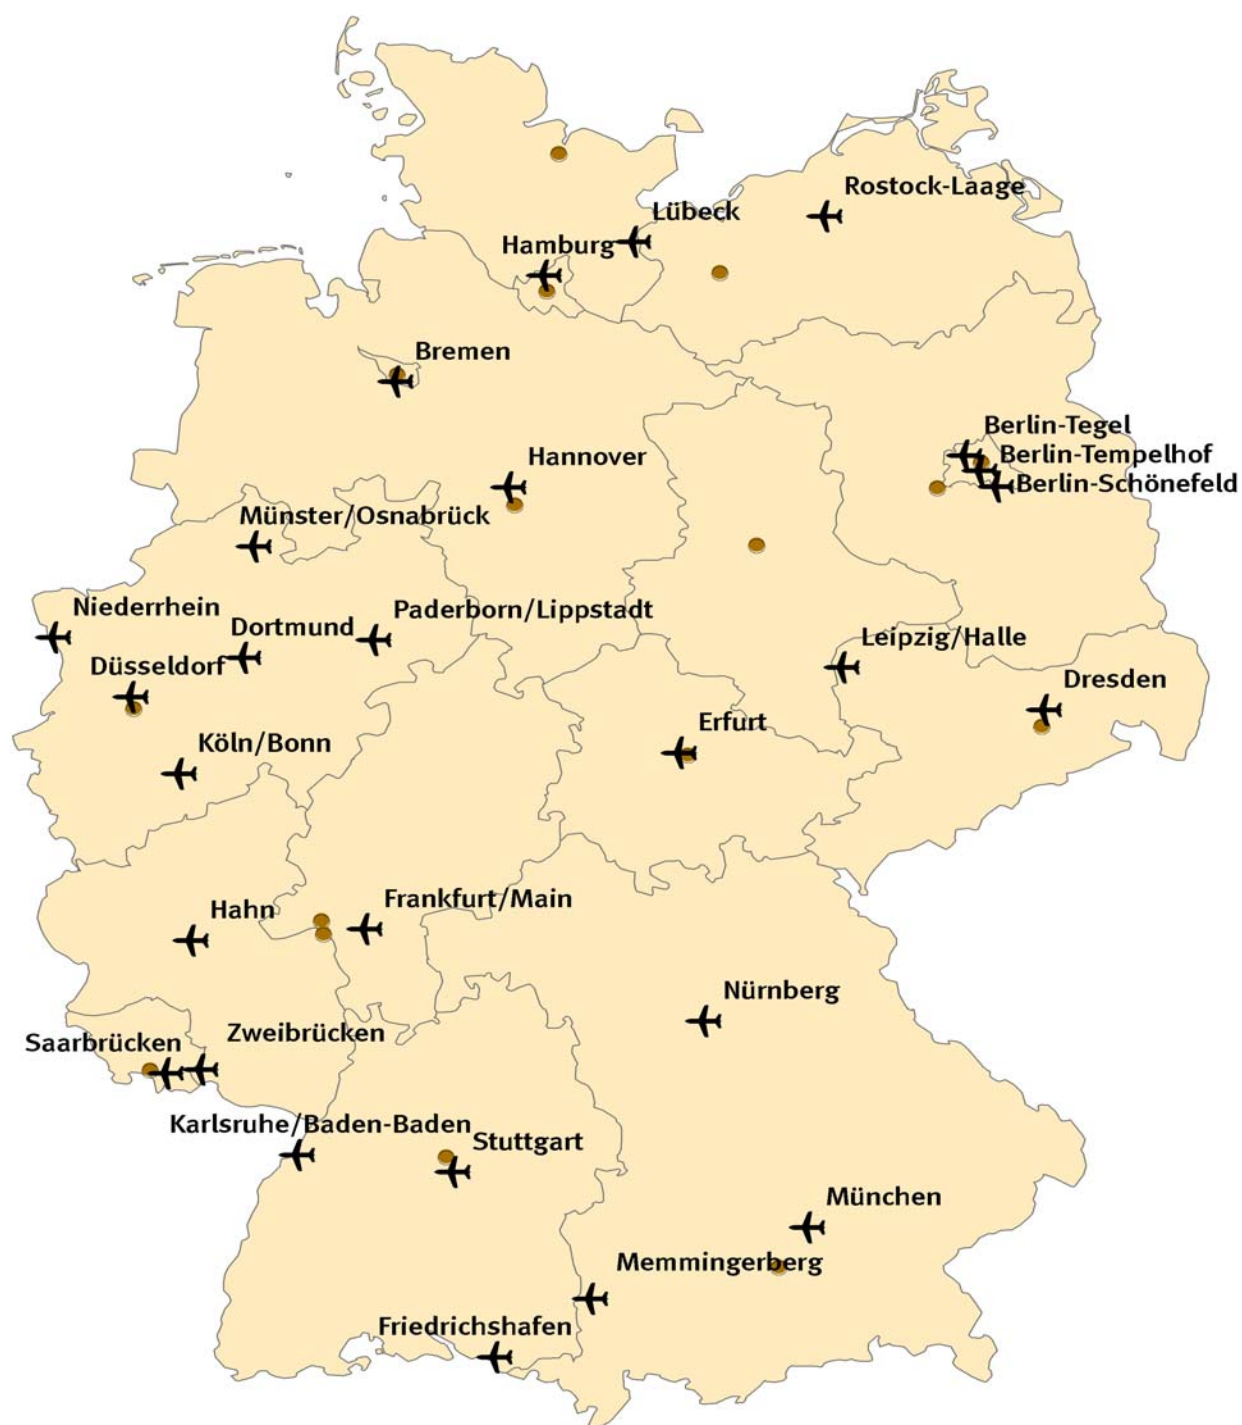 Rostock-Laage
Lübeck
Hamburg
Bremen
Berlin-Tegel
Berlin-Tempelhof
Hannover
Berlin-Schönefeld
Münster/Osnabrück
Niederrhein
Paderborn/Lippstadt
Dortmund
Leipzig/Halle
Düsseldorf
Dresden
Erfurt
Köln/Bonn
Frankfurt/Main
Hahn
Nürnberg
Zweibrücken
Saarbrücken
Karlsruhe/Baden-Baden
Stuttgart
München
Memmingerberg
Friedrichshafen